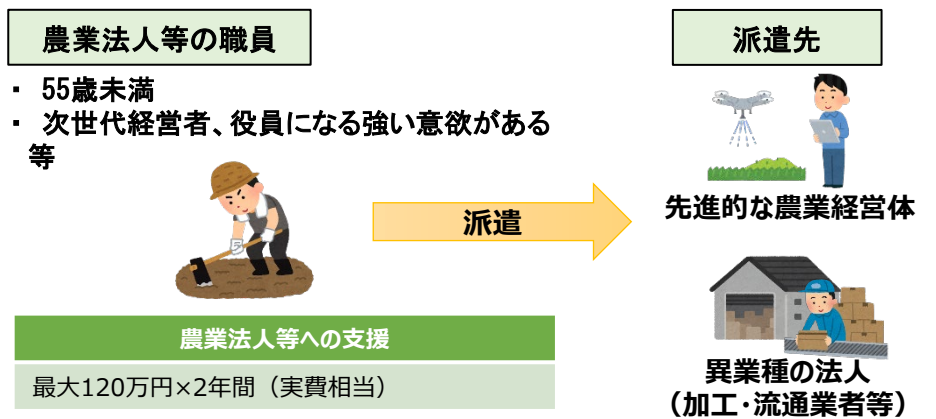 農業法人等の職員
・ 55歳未満
・ 次世代経営者、役員になる強い意欲がある
等
派遣
農業法人等への支援
最大120万円×2年間（実費相当）
派遣先
先進的な農業経営体
異業種の法人
（加工・流通業者等）